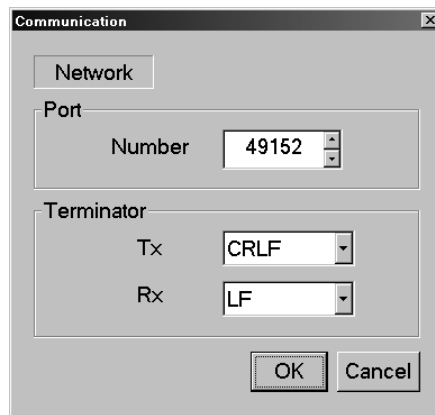 Communication
Network
Port
Number 49152
Terminator
Tx CRLF
Rx LF
OK Cancel